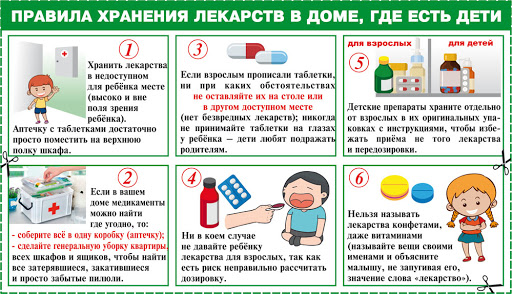 ПРАВИЛА ХРАНЕНИЯ ЛЕКАРСТВ В ДОМЕ, ГДЕ ЕСТЬ ДЕТИ
1
Хранить лекарства
в недоступном
для ребёнка месте
(высоко и вне
поля зрения
ребёнка).
Аптечку с таблетками достаточно
просто поместить на верхнюю
полку шкафа.
2
Если в вашем
доме медикаменты
можно найти
где угодно, то:
- соберите всё в одну коробку (аптечку);
- сделайте генеральную уборку квартиры,
всех шкафов и ящиков, чтобы найти
все затерявшиеся, закатившиеся
и просто забытые пилюли.
3
Если взрослым прописали таблетки,
ни при каких обстоятельствах
не оставляйте их на столе или
в другом доступном месте
(нет безвредных лекарств); никогда
не принимайте таблетки на глазах
у ребёнка – дети любят подражать
родителям.
4
Ни в коем случае
не давайте ребёнку
лекарства для взрослых, так как
есть риск неправильно рассчитать
дозировку.
для взрослых
для детей
5
Детские препараты храните отдельно
от взрослых в их оригинальных упа-
ковках с инструкциями, чтобы избе-
жать приёма не того лекарства
и передозировки.
6
Нельзя называть
лекарства конфетами,
даже витаминами
(называйте вещи своими
именами и объясните
малышу, не запугивая его,
значение слова «лекарство»).